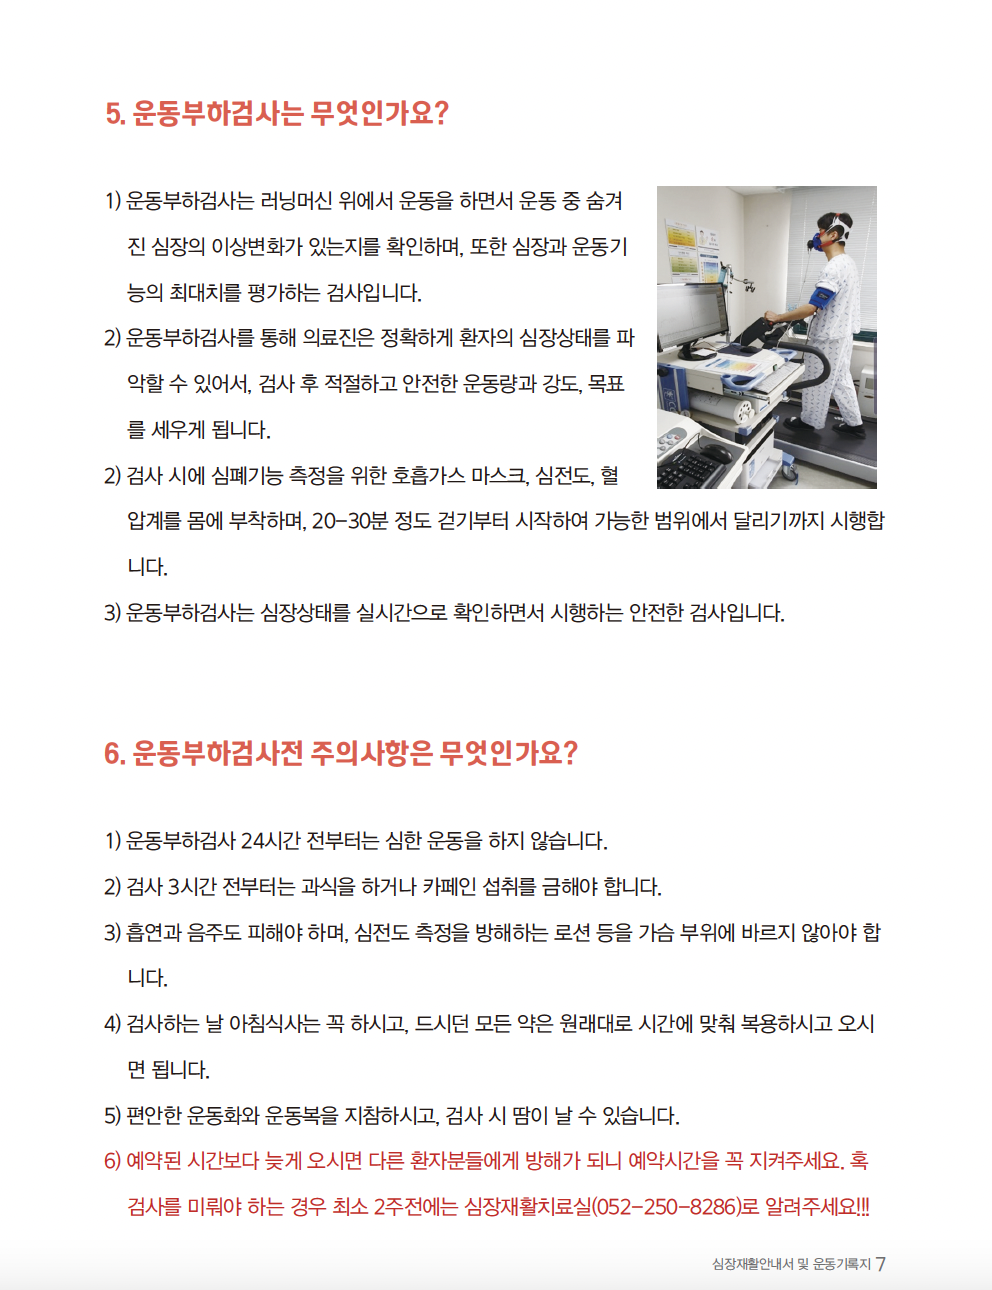 5. 운동부하검사는 무엇인가요?
1) 운동부하검사는 러닝머신 위에서 운동을 하면서 운동 중 숨겨
진 심장의 이상변화가 있는지를 확인하며, 또한 심장과 운동기
능의 최대치를 평가하는 검사입니다.
2) 운동부하검사를 통해 의료진은 정확하게 환자의 심장상태를 파
악할 수 있어서, 검사 후 적절하고 안전한 운동량과 강도, 목표
를 세우게 됩니다.
2) 검사 시에 심폐기능 측정을 위한 호흡가스 마스크, 심전도, 혈
압계를 몸에 부착하며, 20-30분 정도 걷기부터 시작하여 가능한 범위에서 달리기까지 시행합
니다.
3) 운동부하검사는 심장상태를 실시간으로 확인하면서 시행하는 안전한 검사입니다.
6. 운동부하검사전 주의사항은 무엇인가요?
1) 운동부하검사 24시간 전부터는 심한 운동을 하지 않습니다.
2) 검사 3시간 전부터는 과식을 하거나 카페인 섭취를 금해야 합니다.
3) 흡연과 음주도 피해야 하며, 심전도 측정을 방해하는 로션 등을 가슴 부위에 바르지 않아야 합
니다.
4) 검사하는 날 아침식사는 꼭 하시고, 드시던 모든 약은 원래대로 시간에 맞춰 복용하시고 오시
면 됩니다.
5) 편안한 운동화와 운동복을 지참하시고, 검사 시 땀이 날 수 있습니다.
6) 예약된 시간보다 늦게 오시면 다른 환자분들에게 방해가 되니 예약시간을 꼭 지켜주세요. 혹
검사를 미뤄야 하는 경우 최소 2주전에는 심장재활치료실(052-250-8286)로 알려주세요!!!
심장재활안내서 및 운동기록지 7